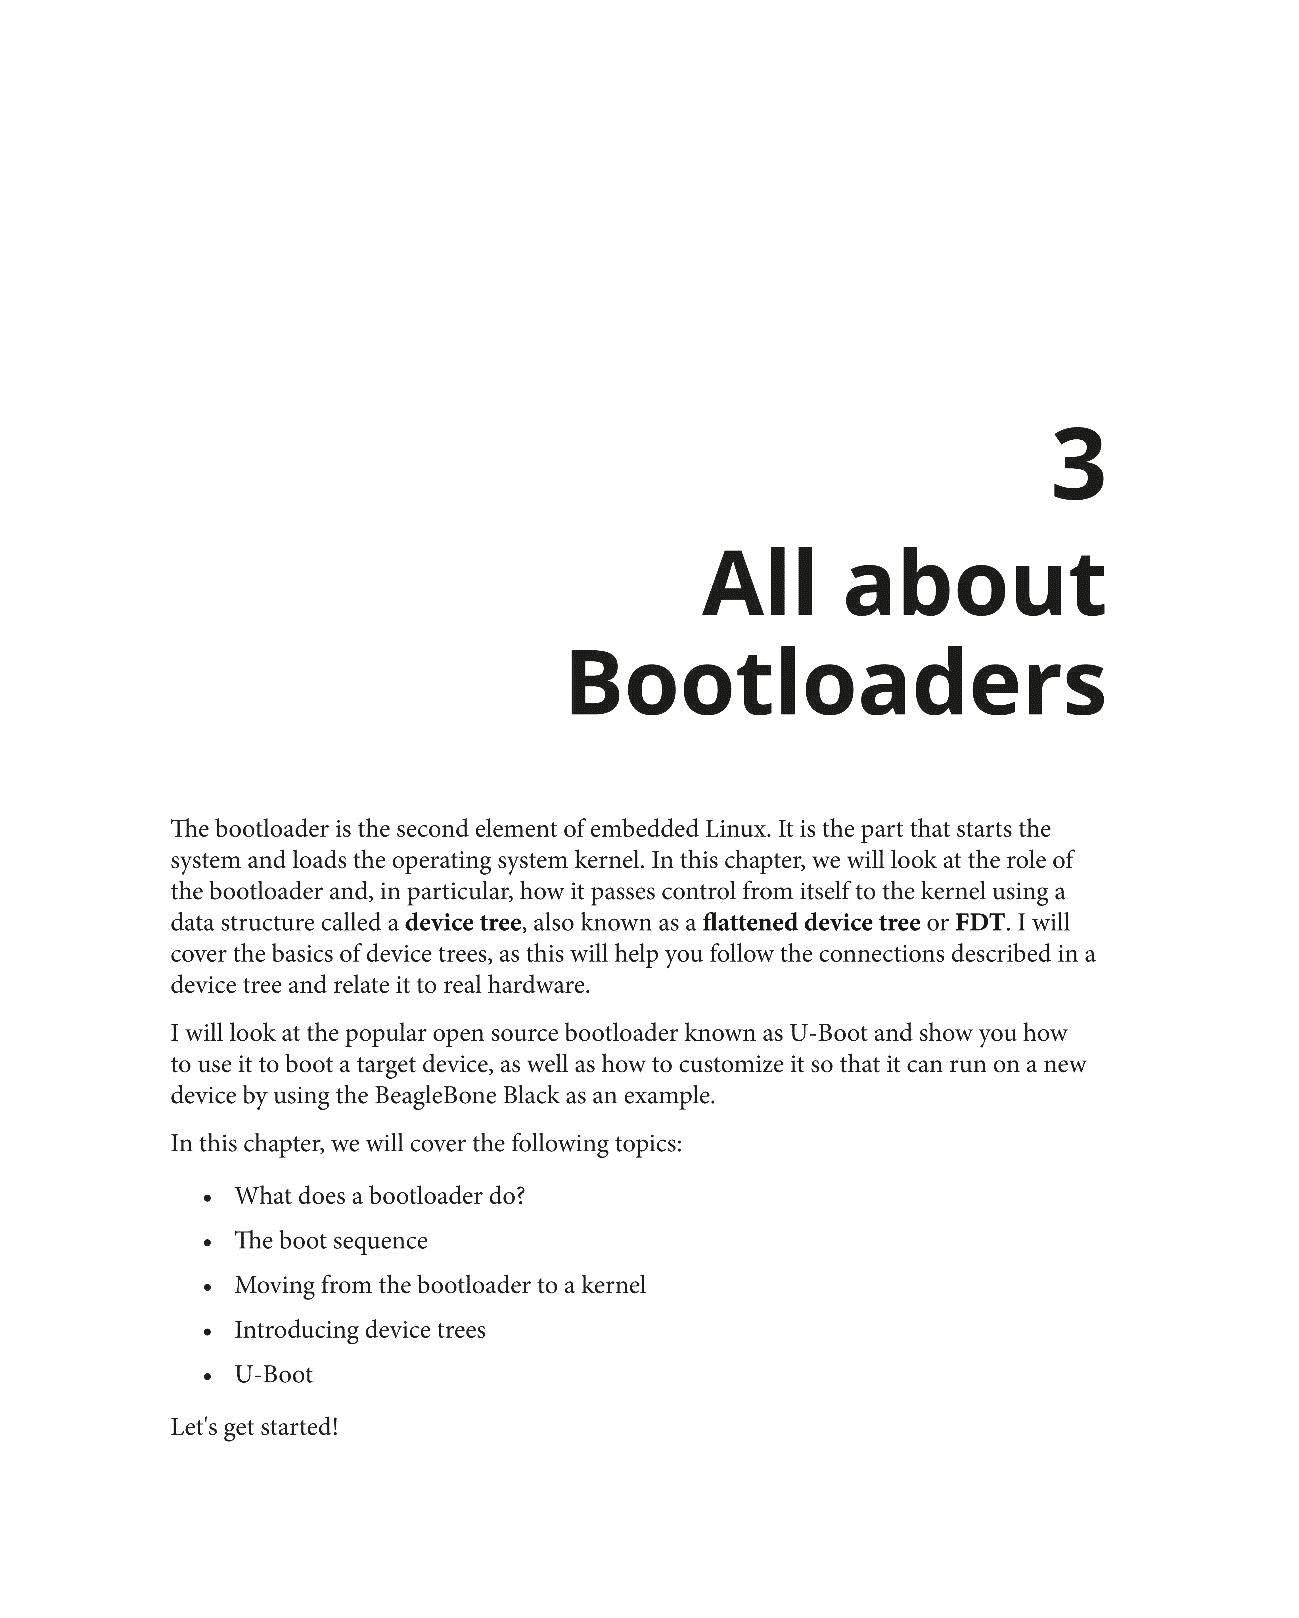 3
All about
Bootloaders
The bootloader is the second element of embedded Linux. It is the part that starts the
system and loads the operating system kernel. In this chapter, we will look at the role of
the bootloader and, in particular, how it passes control from itself to the kernel using a
data structure called a device tree, also known as a flattened device tree or FDT. I will
cover the basics of device trees, as this will help you follow the connections described in a
device tree and relate it to real hardware.
I will look at the popular open source bootloader known as U-Boot and show you how
to use it to boot a target device, as well as how to customize it so that it can run on a new
device by using the BeagleBone Black as an example.
In this chapter, we will cover the following topics:
• What does a bootloader do?
• The boot sequence
• Moving from the bootloader to a kernel
• Introducing device trees
• U-Boot
Let's get started!